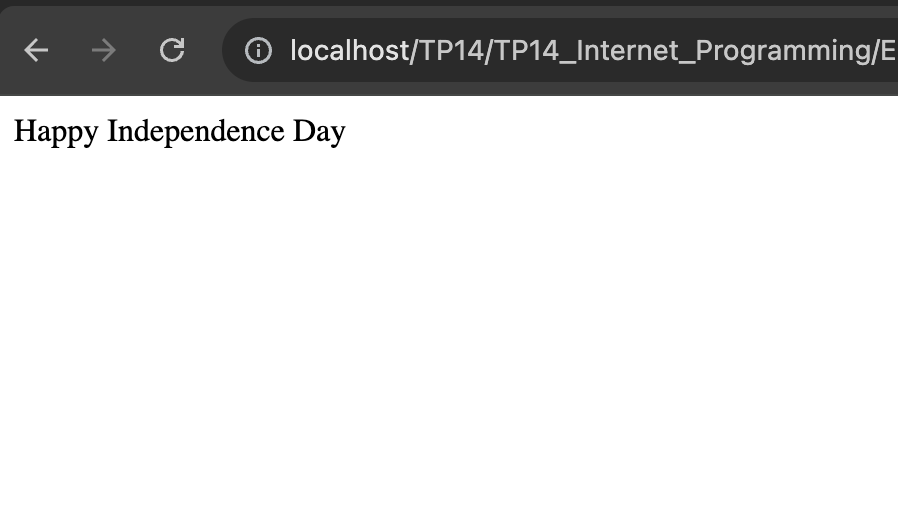 localhost/TP14/TP14_Internet_Programming/E
Happy Independence Day